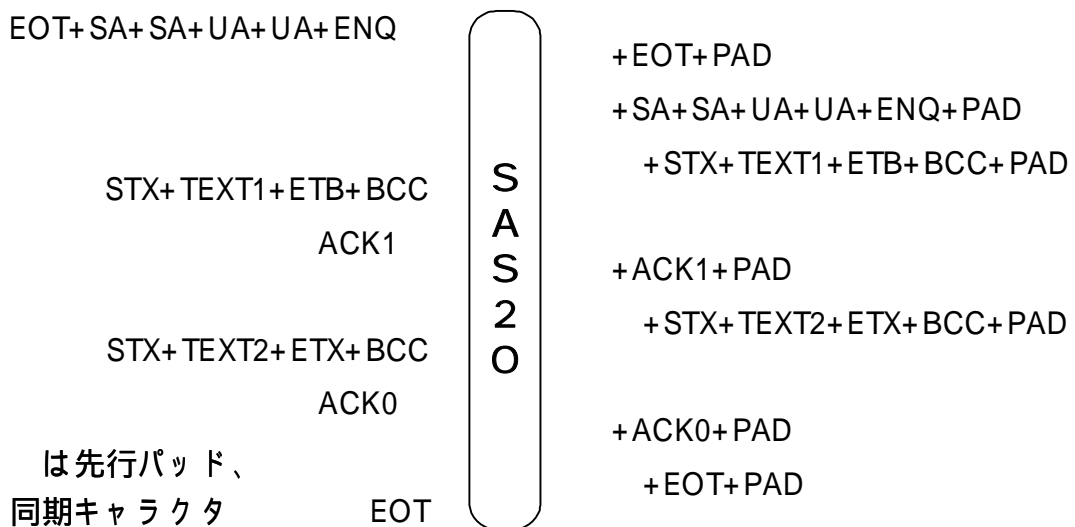 EOT+SA+SA+UA+UA+ENQ
+EOT+PAD
+SA+SA+UA+UA+ENQ+PAD
+STX+TEXT1+ETB+BCC+PAD
STX+TEXT1+ETB+BCC
ACK1
+ACK1+PAD
+STX+TEXT2+ETX+BCC+PAD
STX+TEXT2+ETX+BCC
ACK0
+ACK0+PAD
+EOT+PAD
は先行パッド、
同期キャラクタ
EOT
S
A
S
2
0